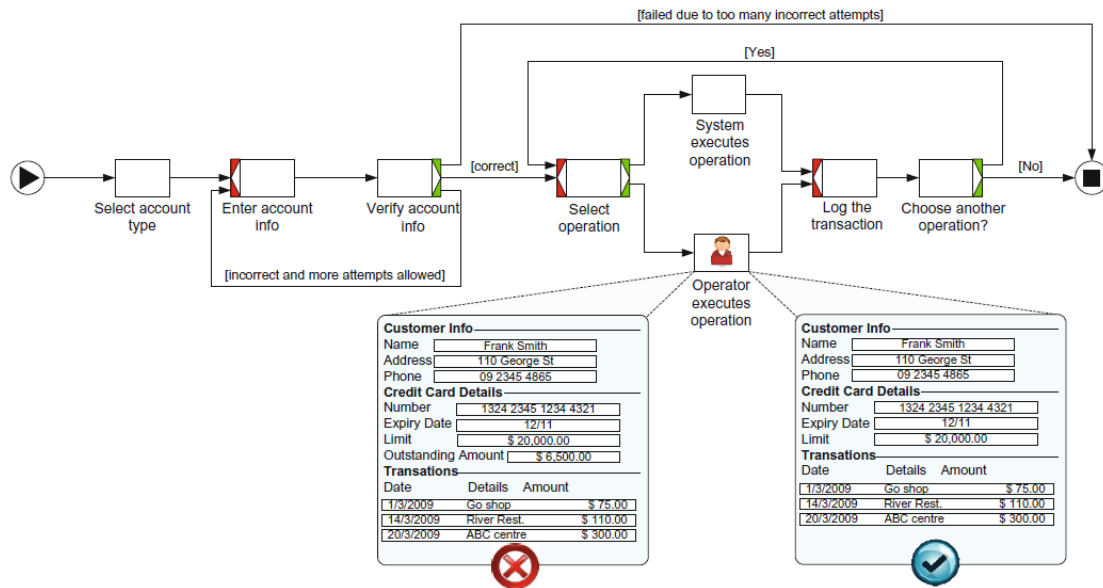 [failed due to too many incorrect attempts]
[Yes]
System
executes
operation
[correct]
[No]
Select account
type
Enter account
info
Verify account
info
Select
operation
Log the
transaction
Choose another
operation?
[incorrect and more attempts allowed]
Operator
executes
operation
Customer Info
Name Frank Smith
Address 110 George St
Phone 09 2345 4865
Credit Card Details
Number 1324 2345 1234 4321
Expiry Date 12/11
Limit $ 20,000.00
Outstanding Amount $ 6,500.00
Transations
Date Details Amount
1/3/2009 Go shop $ 75.00
14/3/2009 River Rest. $ 110.00
20/3/2009 ABC centre $ 300.00
Customer Info
Name Frank Smith
Address 110 George St
Phone 09 2345 4865
Credit Card Details
Number 1324 2345 1234 4321
Expiry Date 12/11
Limit $ 20,000.00
Transations
Date Details Amount
1/3/2009 Go shop $ 75.00
14/3/2009 River Rest. $ 110.00
20/3/2009 ABC centre $ 300.00